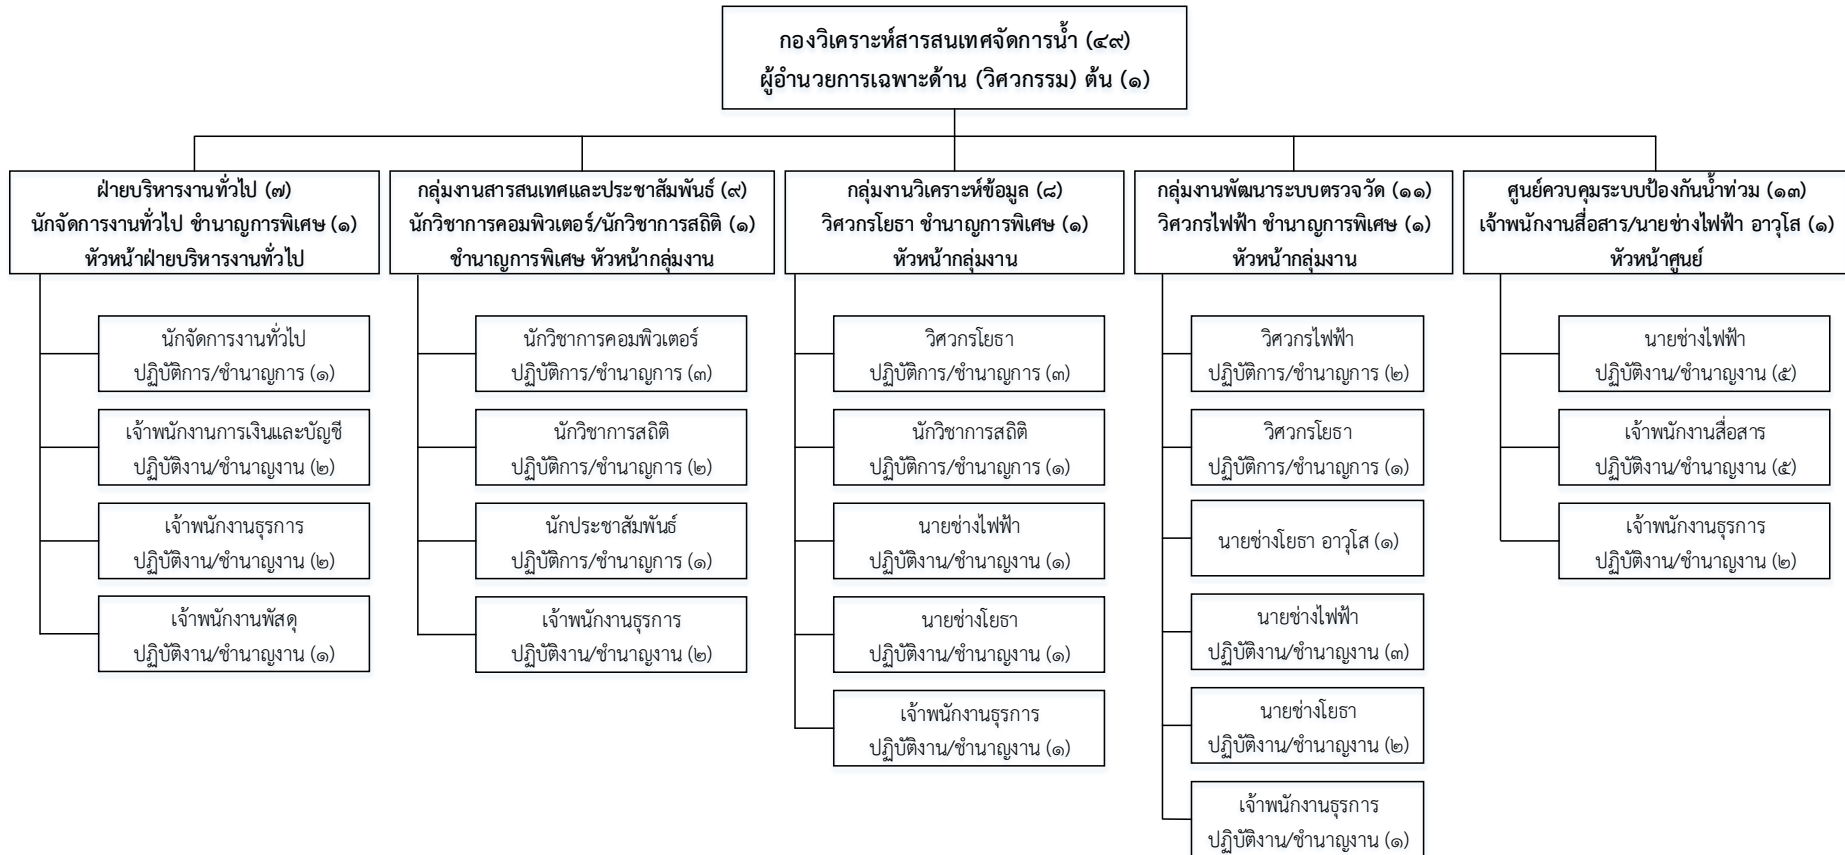 กองวิเคราะห์สารสนเทศจัดการน้ำ (๔๙)
ผู้อำนวยการเฉพาะด้าน (วิศวกรรม) ต้น (๑)
ฝ่ายบริหารงานทั่วไป (๗)
นักจัดการงานทั่วไป ชำนาญการพิเศษ (๑)
หัวหน้าฝ่ายบริหารงานทั่วไป
นักจัดการงานทั่วไป
ปฏิบัติการ/ชำนาญการ (๑)
เจ้าพนักงานการเงินและบัญชี
ปฏิบัติงาน/ชำนาญงาน (๒)
เจ้าพนักงานธุรการ
ปฏิบัติงาน/ชำนาญงาน (๒)
เจ้าพนักงานพัสดุ
ปฏิบัติงาน/ชำนาญงาน (๑)
กลุ่มงานสารสนเทศและประชาสัมพันธ์ (๙)
นักวิชาการคอมพิวเตอร์/นักวิชาการสถิติ (๑)
ชำนาญการพิเศษ หัวหน้ากลุ่มงาน
นักวิชาการคอมพิวเตอร์
ปฏิบัติการ/ชำนาญการ (๓)
นักวิชาการสถิติ
ปฏิบัติการ/ชำนาญการ (๒)
นักประชาสัมพันธ์
ปฏิบัติการ/ชำนาญการ (๑)
เจ้าพนักงานธุรการ
ปฏิบัติงาน/ชำนาญงาน (๒)
กลุ่มงานวิเคราะห์ข้อมูล (๘)
วิศวกรโยธา ชำนาญการพิเศษ (๑)
หัวหน้ากลุ่มงาน
วิศวกรโยธา
ปฏิบัติการ/ชำนาญการ (๓)
นักวิชาการสถิติ
ปฏิบัติการ/ชำนาญการ (๑)
นายช่างไฟฟ้า
ปฏิบัติงาน/ชำนาญงาน (๑)
นายช่างโยธา
ปฏิบัติงาน/ชำนาญงาน (๑)
เจ้าพนักงานธุรการ
ปฏิบัติงาน/ชำนาญงาน (๑)
กลุ่มงานพัฒนาระบบตรวจวัด (๑๑)
วิศวกรไฟฟ้า ชำนาญการพิเศษ (๑)
หัวหน้ากลุ่มงาน
วิศวกรไฟฟ้า
ปฏิบัติการ/ชำนาญการ (๒)
วิศวกรโยธา
ปฏิบัติการ/ชำนาญการ (๑)
นายช่างโยธา อาวุโส (๑)
นายช่างไฟฟ้า
ปฏิบัติงาน/ชำนาญงาน (๓)
นายช่างโยธา
ปฏิบัติงาน/ชำนาญงาน (๒)
เจ้าพนักงานธุรการ
ปฏิบัติงาน/ชำนาญงาน (๑)
ศูนย์ควบคุมระบบป้องกันน้ำท่วม (๑๓)
เจ้าพนักงานสื่อสาร/นายช่างไฟฟ้า อาวุโส (๑)
หัวหน้าศูนย์
นายช่างไฟฟ้า
ปฏิบัติงาน/ชำนาญงาน (๕)
เจ้าพนักงานสื่อสาร
ปฏิบัติงาน/ชำนาญงาน (๕)
เจ้าพนักงานธุรการ
ปฏิบัติงาน/ชำนาญงาน (๒)